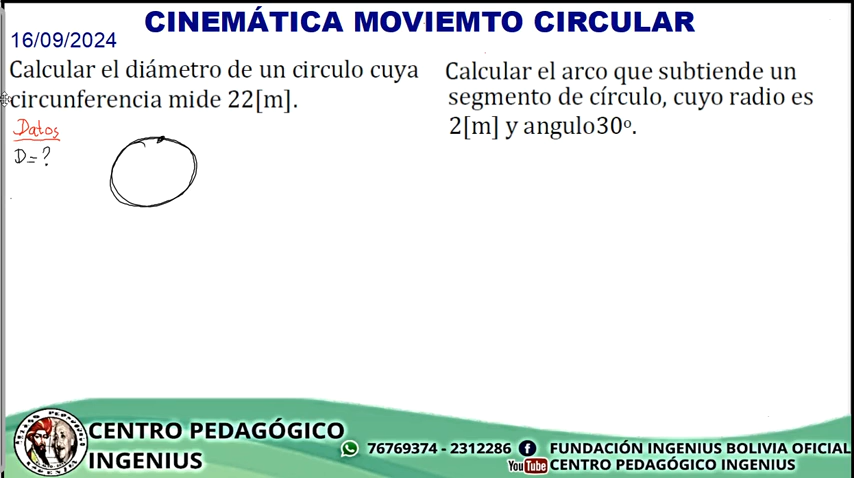 CINEMÁTICA MOVIEMTO CIRCULAR
16/09/2024
Calcular el diámetro de un circulo cuya
circunferencia mide 22[m].
Datos
D = ?
Calcular el arco que subtiende un
segmento de círculo, cuyo radio es
2[m] y angulo30º.
CENTRO PEDAGÓGICO
INGENIUS
76769374 - 2312286
FUNDACIÓN INGENIUS BOLIVIA OFICIAL
YouTube CENTRO PEDAGÓGICO INGENIUS